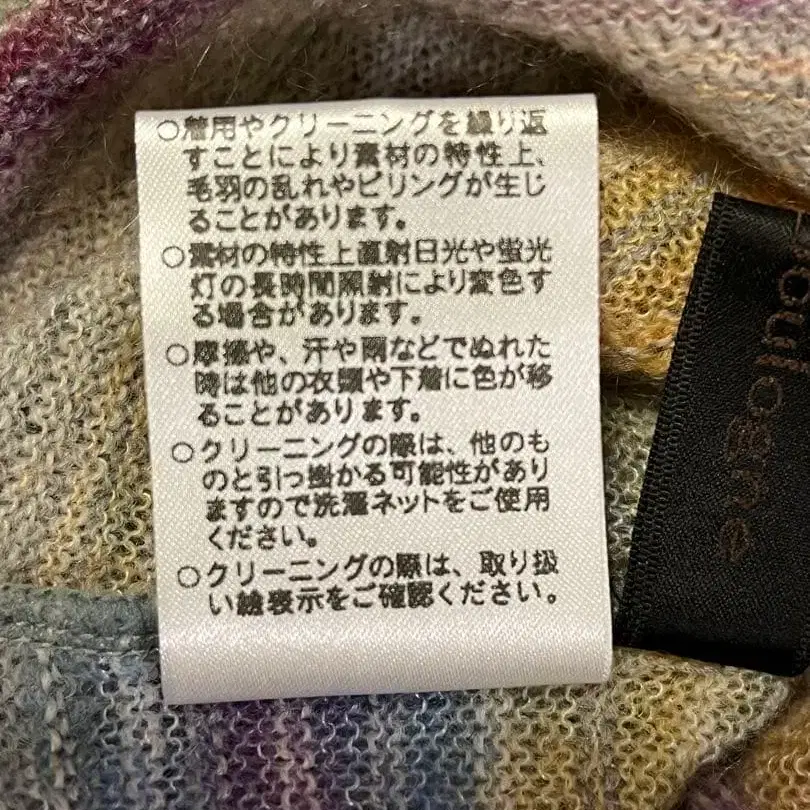 ○着用やクリーニングを繰り返
すことにより素材の特性上、
毛羽の乱れやピリングが生じ
ることがあります。
○素材の特性上直射日光や蛍光
灯の長時間照射により変色す
る場合があります。
○摩擦や、汗や雨などでぬれた
時は他の衣類や下着に色が移
ることがあります。
○クリーニングの際は、他のも
のと引っ掛かる可能性があり
ますので洗濯ネットをご使用
ください。
○クリーニングの際は、取り扱
い絵表示をご確認ください。